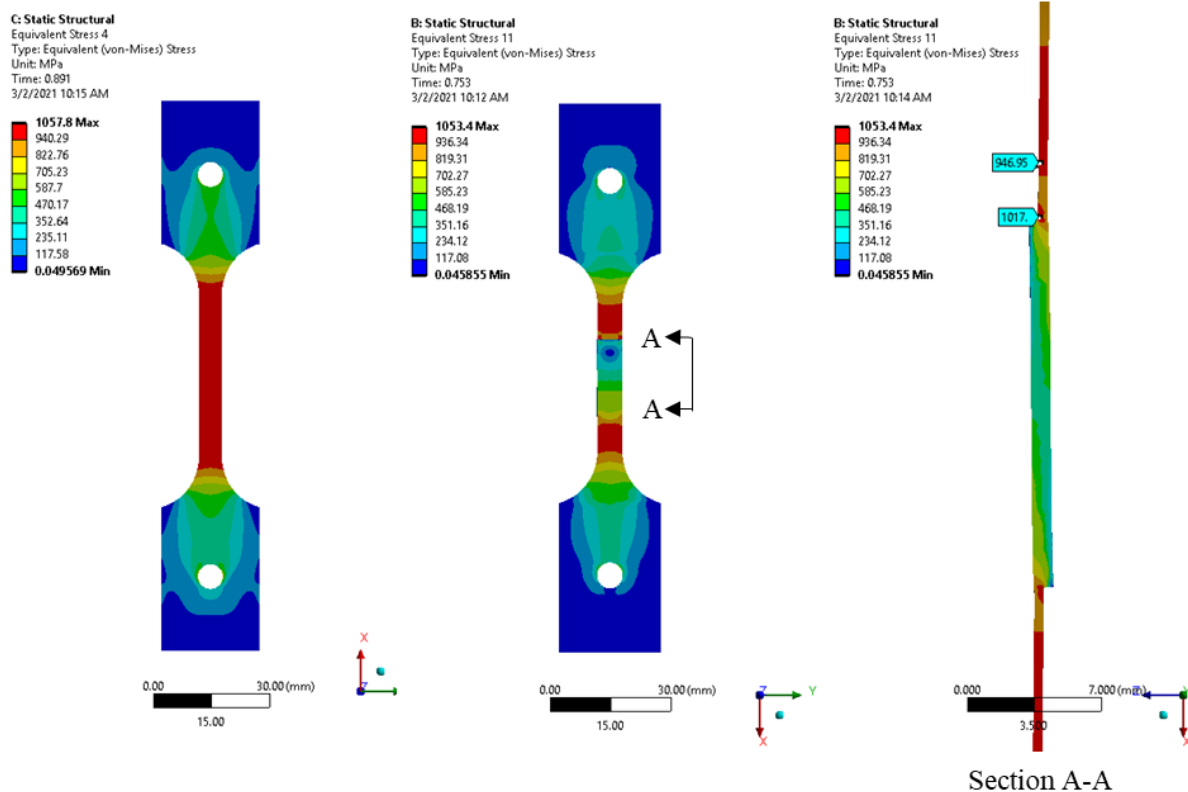 C: Static Structural
Equivalent Stress 4
Type: Equivalent (von-Mises) Stress
Unit: MPa
Time: 0.891
3/2/2021 10:15 AM
1057.8 Max
940.29
822.76
705.23
587.7
470.17
352.64
235.11
117.58
0.049569 Min
0.00
30.00 (mm)
15.00
X
Z
B: Static Structural
Equivalent Stress 11
Type: Equivalent (von-Mises) Stress
Unit: MPa
Time: 0.753
3/2/2021 10:12 AM
1053.4 Max
936.34
819.31
702.27
585.23
468.19
351.16
234.12
117.08
0.045855 Min
A
A
0.00
30.00 (mm)
15.00
Z
Y
X
B: Static Structural
Equivalent Stress 11
Type: Equivalent (von-Mises) Stress
Unit: MPa
Time: 0.753
3/2/2021 10:14 AM
1053.4 Max
936.34
819.31
702.27
585.23
468.19
351.16
234.12
117.08
0.045855 Min
946.95
1017.
0.000
7.000 (mm)
3.500
Z
Y
X
Section A-A